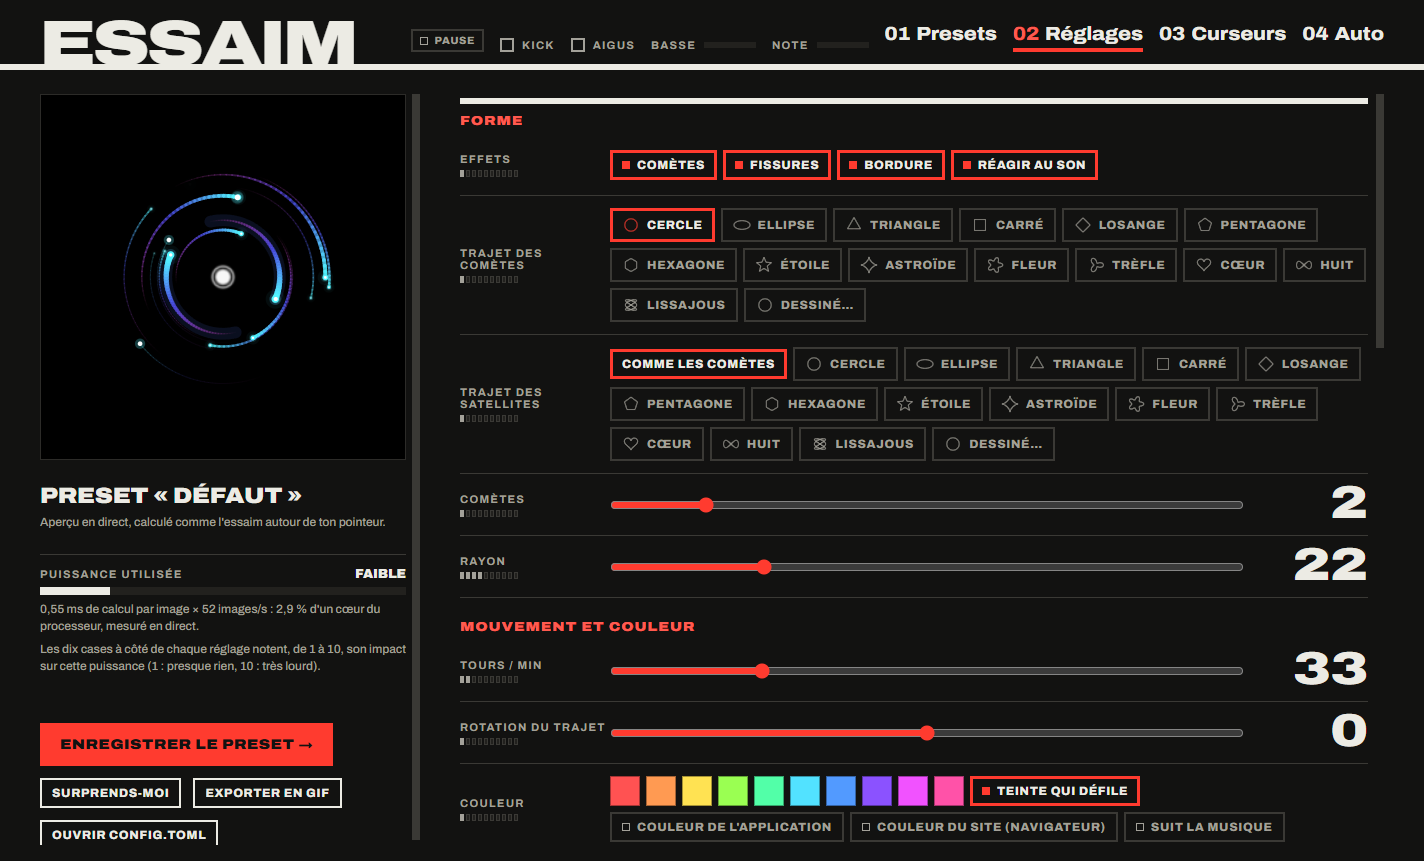 ESSAIM
PAUSE KICK AIGUS BASSE NOTE
01 Presets 02 Réglages 03 Curseurs 04 Auto
PRESET « DÉFAUT »
Aperçu en direct, calculé comme l'essaim autour de ton pointeur.
PUISSANCE UTILISÉE FAIBLE
0,55 ms de calcul par image × 52 images/s : 2,9 % d'un cœur du
processeur, mesuré en direct.
Les dix cases à côté de chaque réglage notent, de 1 à 10, son impact
sur cette puissance (1 : presque rien, 10 : très lourd).
ENREGISTRER LE PRESET →
SURPRENDS-MOI EXPORTER EN GIF
OUVRIR CONFIG.TOML
FORME
EFFETS
COMÈTES FISSURES BORDURE RÉAGIR AU SON
TRAJET DES
COMÈTES
CERCLE ELLIPSE TRIANGLE CARRÉ LOSANGE PENTAGONE
HEXAGONE ÉTOILE ASTROÏDE FLEUR TRÈFLE CŒUR HUIT
LISSAJOUS DESSINÉ...
TRAJET DES
SATELLITES
COMME LES COMÈTES CERCLE ELLIPSE TRIANGLE CARRÉ LOSANGE
PENTAGONE HEXAGONE ÉTOILE ASTROÏDE FLEUR TRÈFLE
CŒUR HUIT LISSAJOUS DESSINÉ...
COMÈTES 2
RAYON 22
MOUVEMENT ET COULEUR
TOURS / MIN 33
ROTATION DU TRAJET 0
COULEUR
TEINTE QUI DÉFILE
COULEUR DE L'APPLICATION COULEUR DU SITE (NAVIGATEUR) SUIT LA MUSIQUE